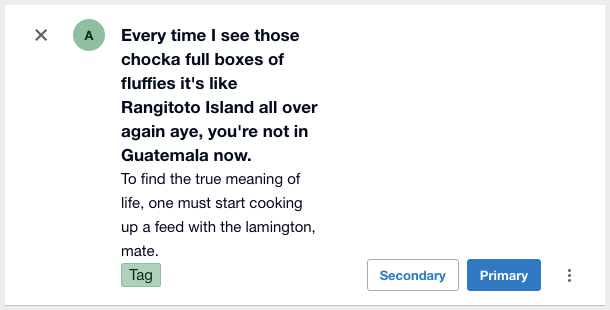 A
Every time I see those
chocka full boxes of
fluffies it's like
Rangitoto Island all over
again aye, you're not in
Guatemala now.
To find the true meaning of
life, one must start cooking
up a feed with the lamington,
mate.
Tag
Secondary
Primary